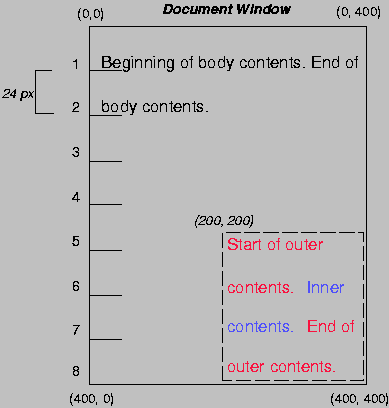 Document Window
(0,0) (0, 400)
1 Beginning of body contents. End of
24 px
2 body contents.
3
4
(200, 200)
5 Start of outer
6 contents. Inner
7 contents. End of
8 outer contents.
(400, 0) (400, 400)